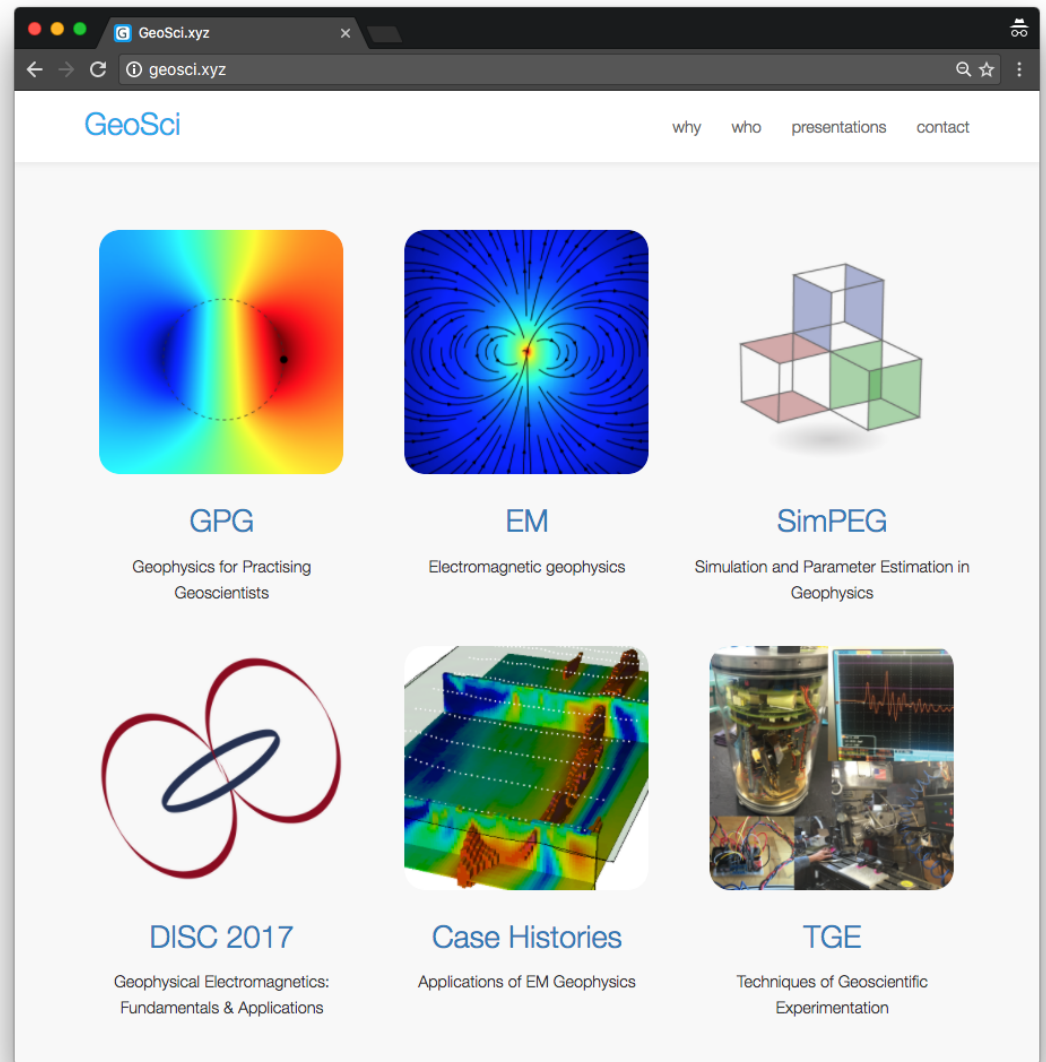 GeoSci.xyz
geosci.xyz
GeoSci
why who presentations contact
GPG
Geophysics for Practising
Geoscientists
EM
Electromagnetic geophysics
SimPEG
Simulation and Parameter Estimation in
Geophysics
DISC 2017
Geophysical Electromagnetics:
Fundamentals & Applications
Case Histories
Applications of EM Geophysics
TGE
Techniques of Geoscientific
Experimentation